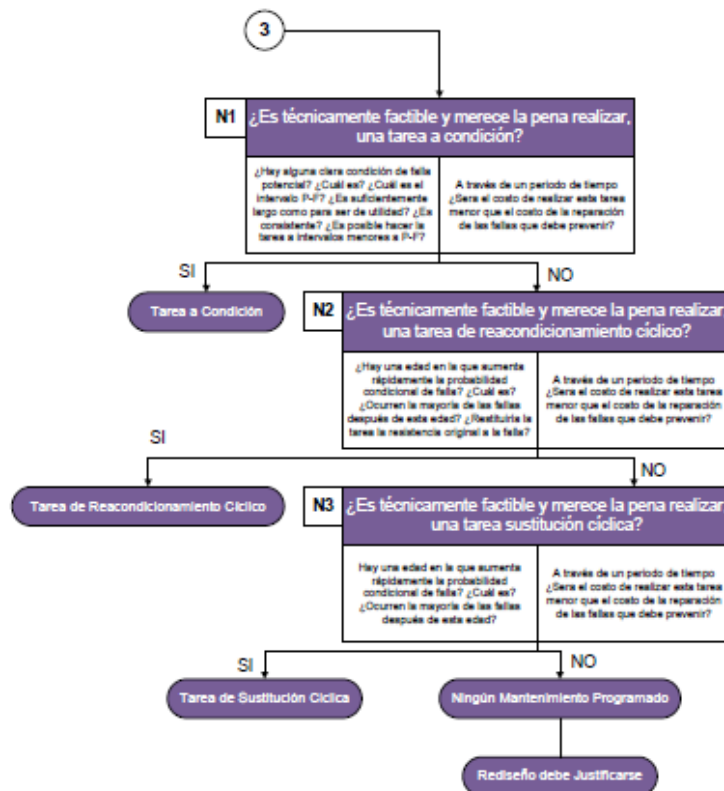 3
N1
¿Es técnicamente factible y merece la pena realizar,
una tarea a condición?
¿Hay alguna clara condición de falla
potencial? ¿Cuál es? ¿Cuál es el
intervalo P-F? ¿Es suficientemente
largo como para ser de utilidad? ¿Es
consistente? ¿Es posible hacer la
tarea a intervalos menores a P-F?
A través de un periodo de tiempo
¿Sera el costo de realizar esta tarea
menor que el costo de la reparación
de las fallas que debe prevenir?
SI
NO
Tarea a Condición
N2
¿Es técnicamente factible y merece la pena realizar,
una tarea de reacondicionamiento cíclico?
¿Hay una edad en la que aumenta
rápidamente la probabilidad
condicional de falla? ¿Cuál es?
¿Ocurren la mayoría de las fallas
después de esta edad? ¿Restituiría la
tarea la resistencia original a la falla?
A través de un periodo de tiempo
¿Sera el costo de realizar esta tarea
menor que el costo de la reparación
de las fallas que debe prevenir?
SI
NO
Tarea de Reacondicionamiento Cíclico
N3
¿Es técnicamente factible y merece la pena realizar,
una tarea sustitución cíclica?
Hay una edad en la que aumenta
rápidamente la probabilidad
condicional de falla? ¿Cuál es?
¿Ocurren la mayoría de las fallas
después de esta edad?
A través de un periodo de tiempo
¿Sera el costo de realizar esta tarea
menor que el costo de la reparación
de las fallas que debe prevenir?
SI
NO
Tarea de Sustitución Cíclica
Ningún Mantenimiento Programado
Rediseño debe Justificarse